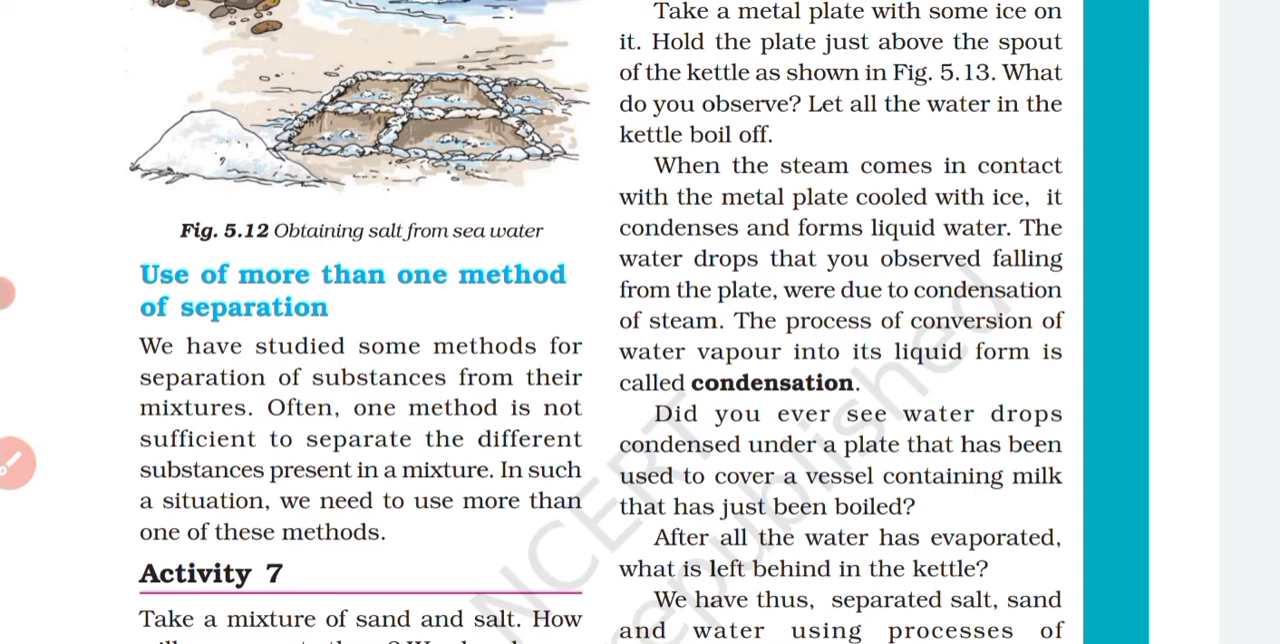 Fig. 5.12 Obtaining salt from sea water
Use of more than one method
of separation
We have studied some methods for
separation of substances from their
mixtures. Often, one method is not
sufficient to separate the different
substances present in a mixture. In such
a situation, we need to use more than
one of these methods.
Activity 7
Take a mixture of sand and salt. How
Take a metal plate with some ice on
it. Hold the plate just above the spout
of the kettle as shown in Fig. 5.13. What
do you observe? Let all the water in the
kettle boil off.
When the steam comes in contact
with the metal plate cooled with ice, it
condenses and forms liquid water. The
water drops that you observed falling
from the plate, were due to condensation
of steam. The process of conversion of
water vapour into its liquid form is
called condensation.
Did you ever see water drops
condensed under a plate that has been
used to cover a vessel containing milk
that has just been boiled?
After all the water has evaporated,
what is left behind in the kettle?
We have thus, separated salt, sand
and water using processes of
NCERT
republished